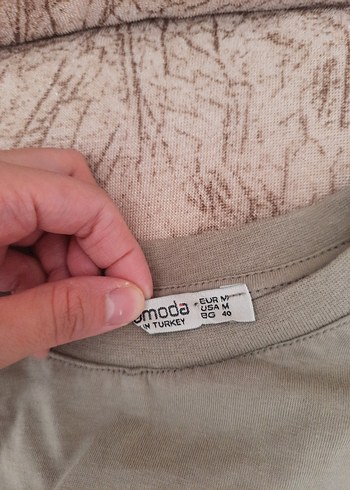 moda
IN TURKEY
EUR M
USA M
BG 40